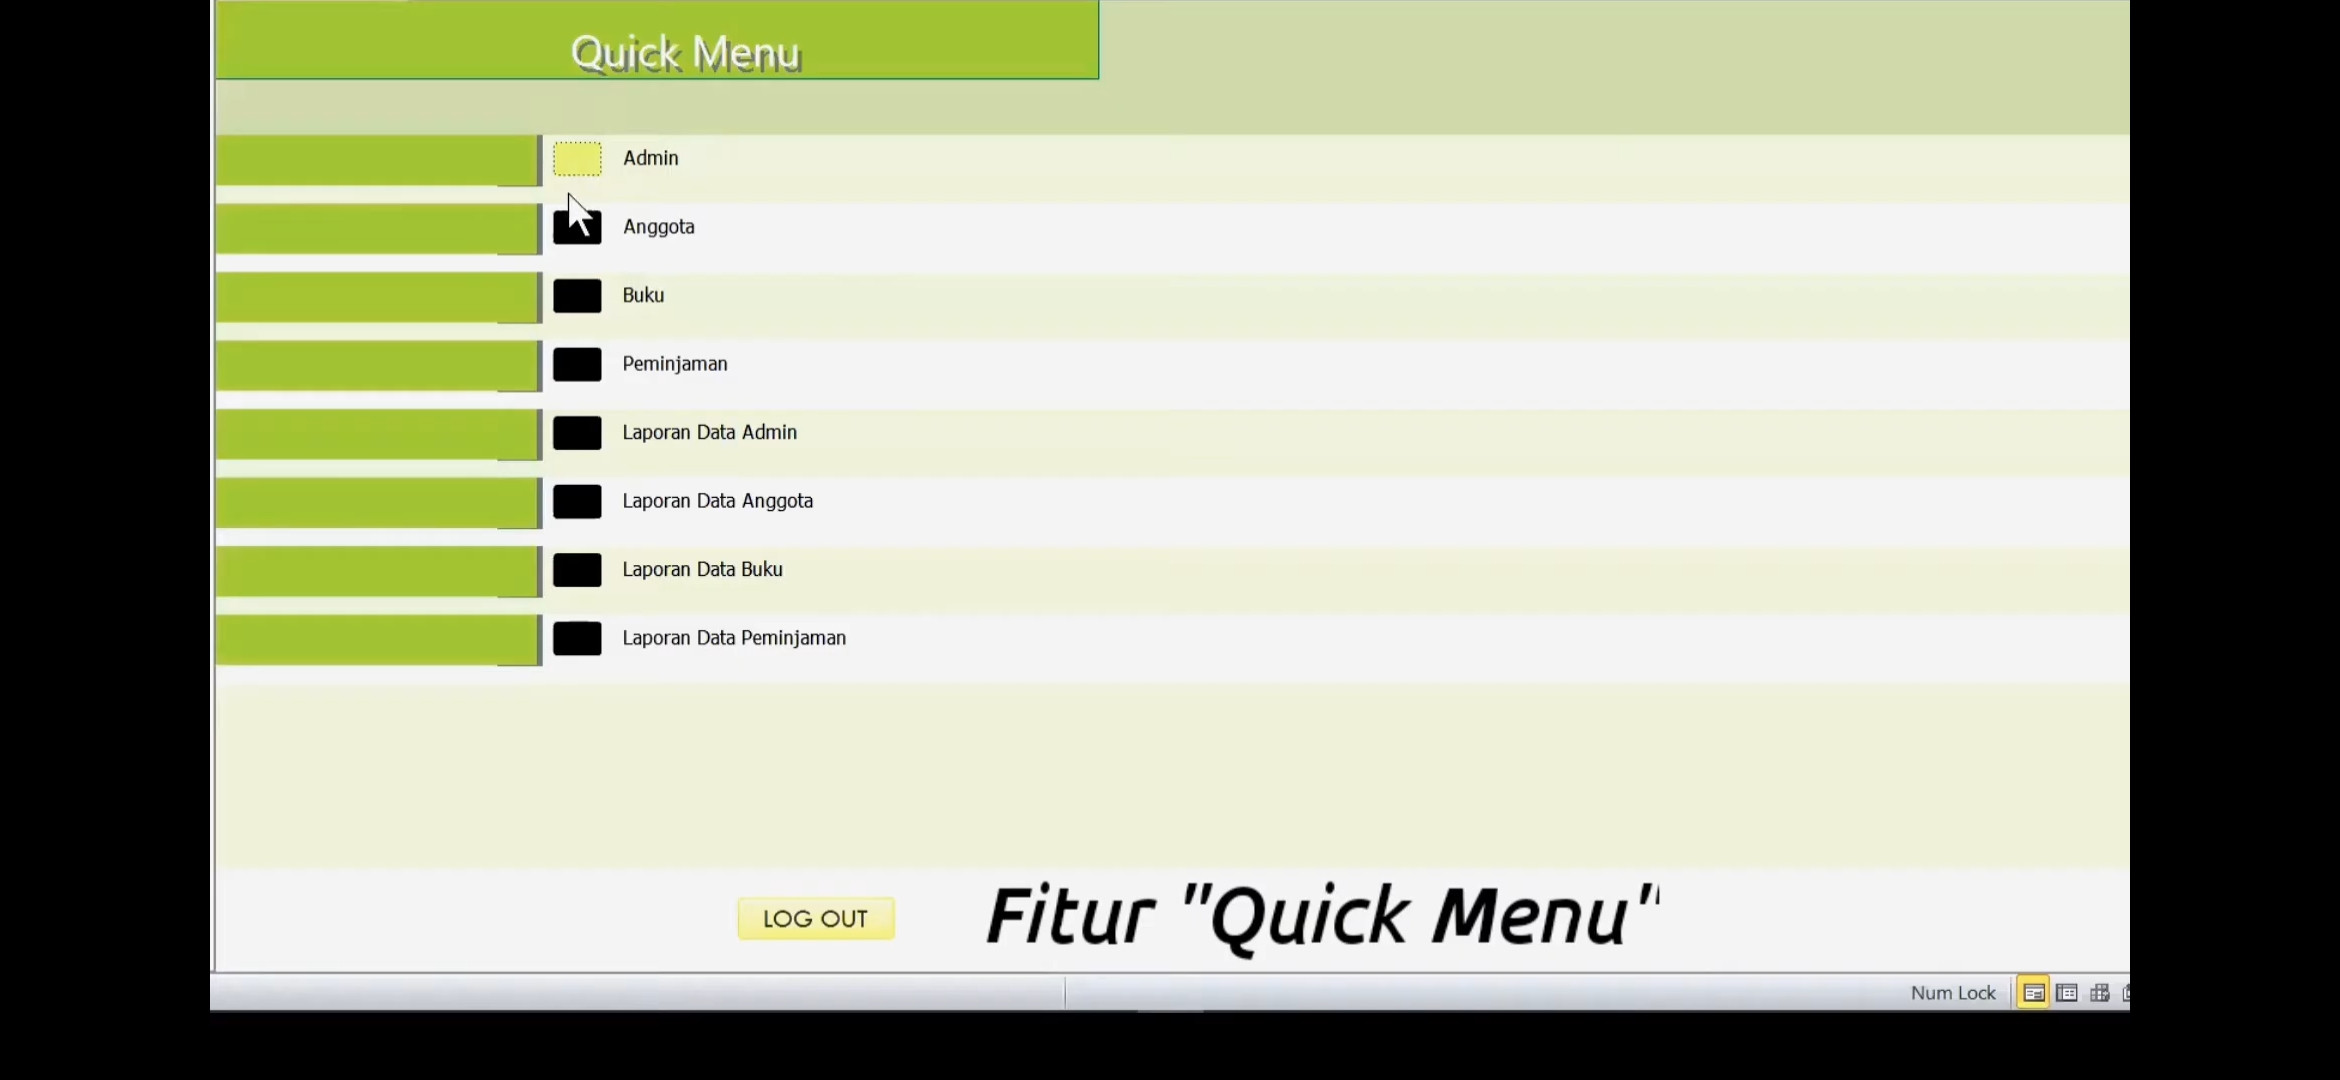 Quick Menu
Admin
Anggota
Buku
Peminjaman
Laporan Data Admin
Laporan Data Anggota
Laporan Data Buku
Laporan Data Peminjaman
LOG OUT
Fitur "Quick Menu"
Num Lock